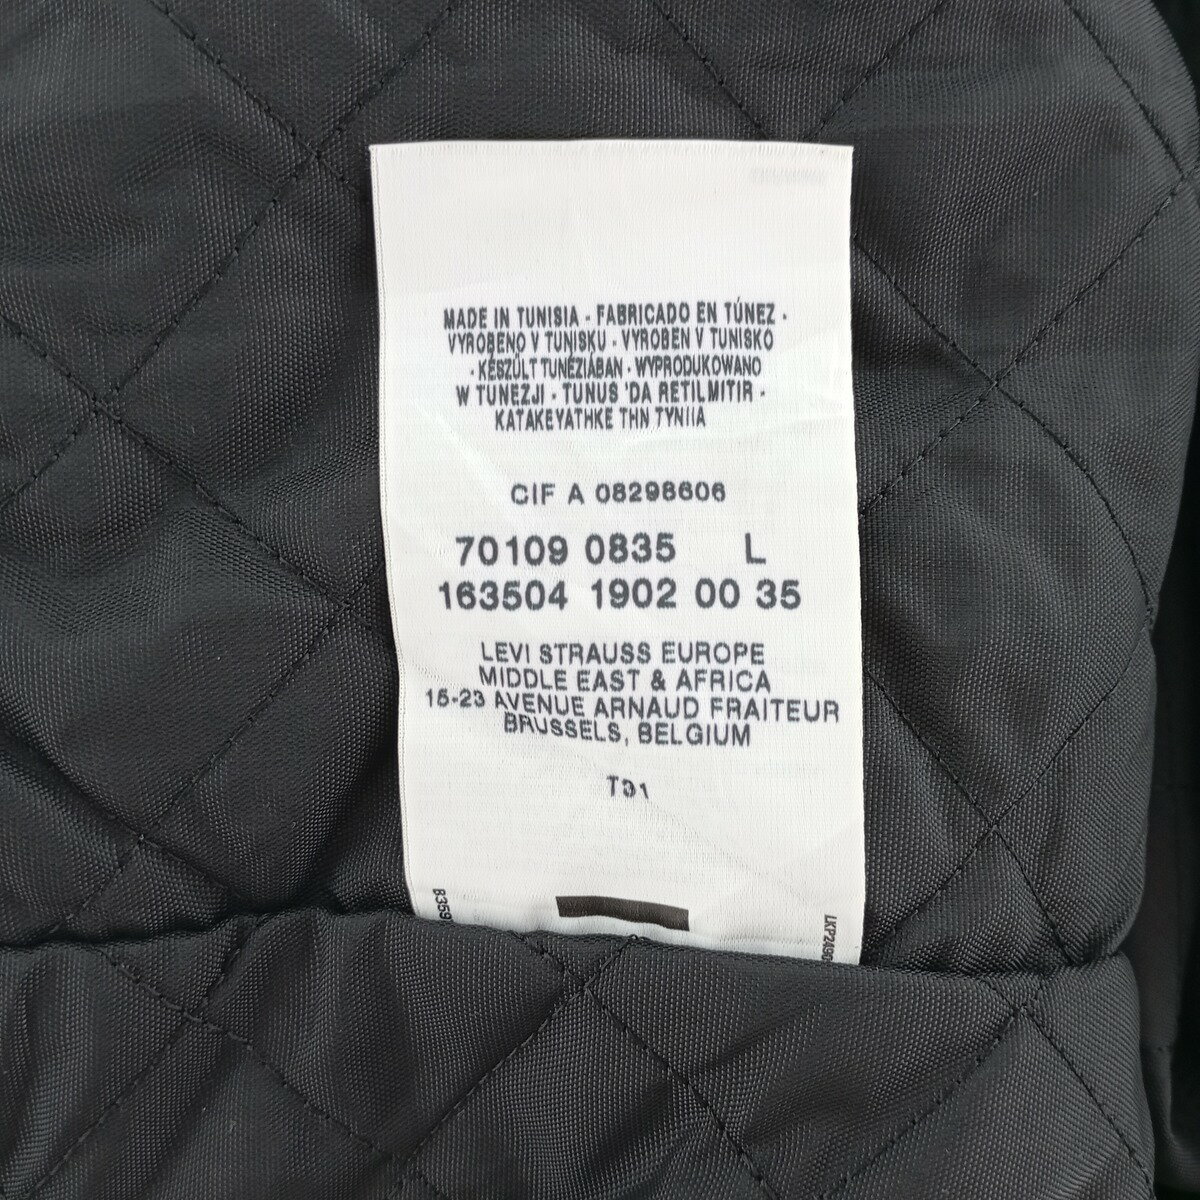 MADE IN TUNISIA - FABRICADO EN TÚNEZ -
VYROBENO V TUNISKU - VYROBEN V TUNISKO
- KÉSZÜLT TUNÉZIÁBAN - WYPRODUKOWANO
W TUNEZJI - TUNUS 'DA RETILMITIR -
KATAKEYATHKE THN TYNIIA
CIF A 08298606
70109 0835 L
163504 1902 00 35
LEVI STRAUSS EUROPE
MIDDLE EAST & AFRICA
15-23 AVENUE ARNAUD FRAITEUR
BRUSSELS, BELGIUM